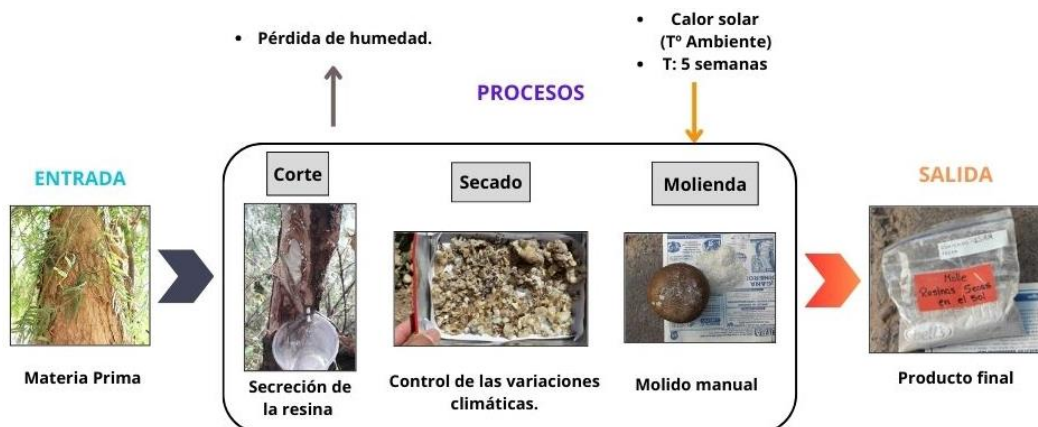 • Pérdida de humedad.
• Calor solar
(Tº Ambiente)
• T: 5 semanas
PROCESOS
ENTRADA
Corte
Secado
Molienda
SALIDA
Molle
Resinas Secas
en el Sol
Materia Prima
Secreción de
la resina
Control de las variaciones
climáticas.
Molido manual
Producto final